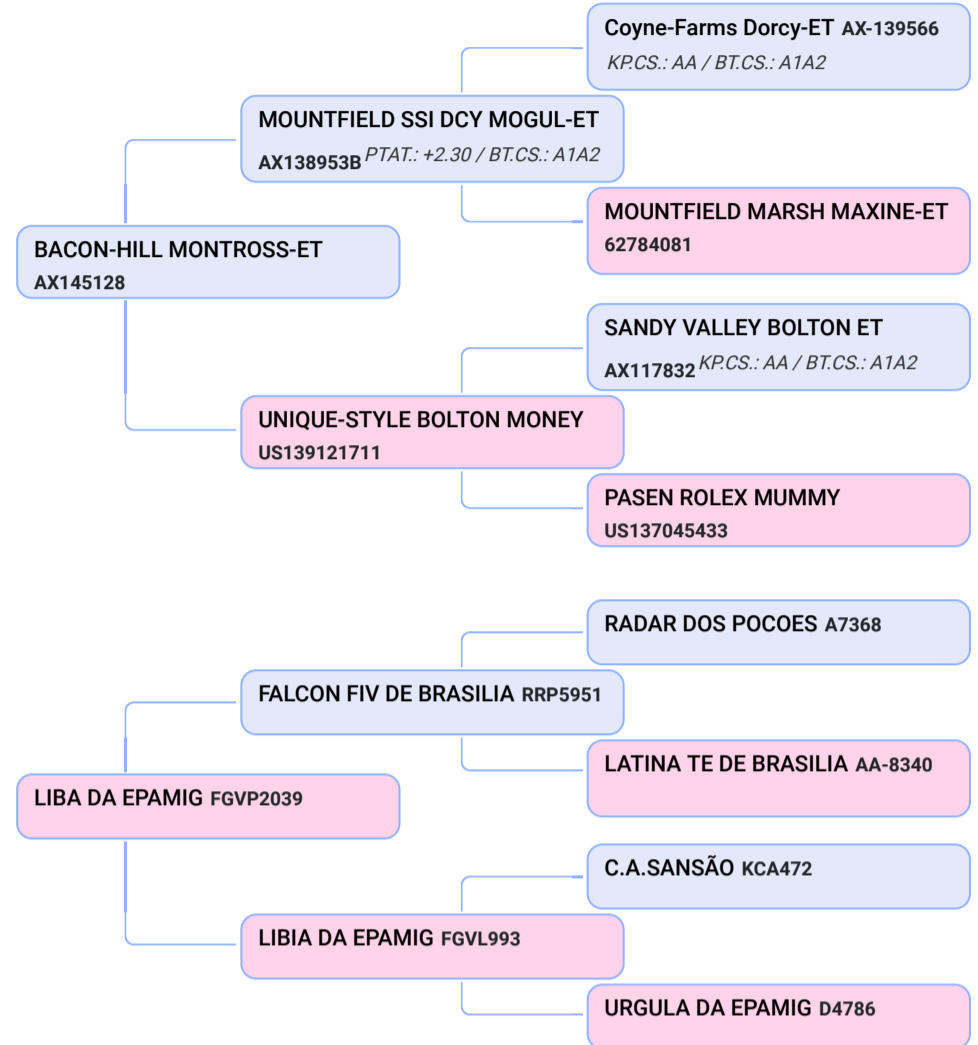 Coyne-Farms Dorcy-ET AX-139566
KP.CS.: AA / BT.CS.: A1A2
MOUNTFIELD SSI DCY MOGUL-ET
AX138953B PTAT.: +2.30 / BT.CS.: A1A2
MOUNTFIELD MARSH MAXINE-ET
62784081
BACON-HILL MONTROSS-ET
AX145128
SANDY VALLEY BOLTON ET
AX117832 KP.CS.: AA / BT.CS.: A1A2
UNIQUE-STYLE BOLTON MONEY
US139121711
PASEN ROLEX MUMMY
US137045433
RADAR DOS POCOES A7368
FALCON FIV DE BRASILIA RRP5951
LATINA TE DE BRASILIA AA-8340
LIBA DA EPAMIG FGVP2039
C.A.SANSÃO KCA472
LIBIA DA EPAMIG FGVL993
URGULA DA EPAMIG D4786